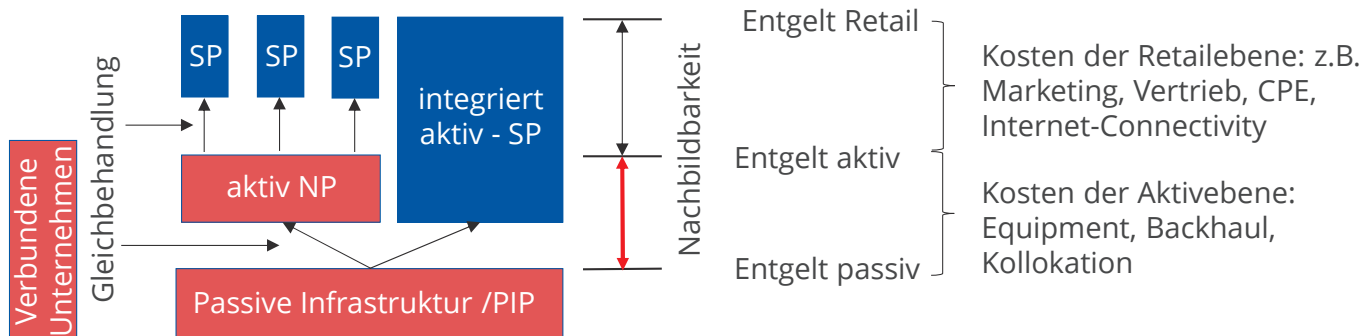 Verbundene
Unternehmen
Gleichbehandlung
SP
SP
SP
integriert
aktiv - SP
aktiv NP
Passive Infrastruktur /PIP
Nachbildbarkeit
Entgelt Retail
Entgelt aktiv
Entgelt passiv
Kosten der Retailebene: z.B.
Marketing, Vertrieb, CPE,
Internet-Connectivity
Kosten der Aktivebene:
Equipment, Backhaul,
Kollokation